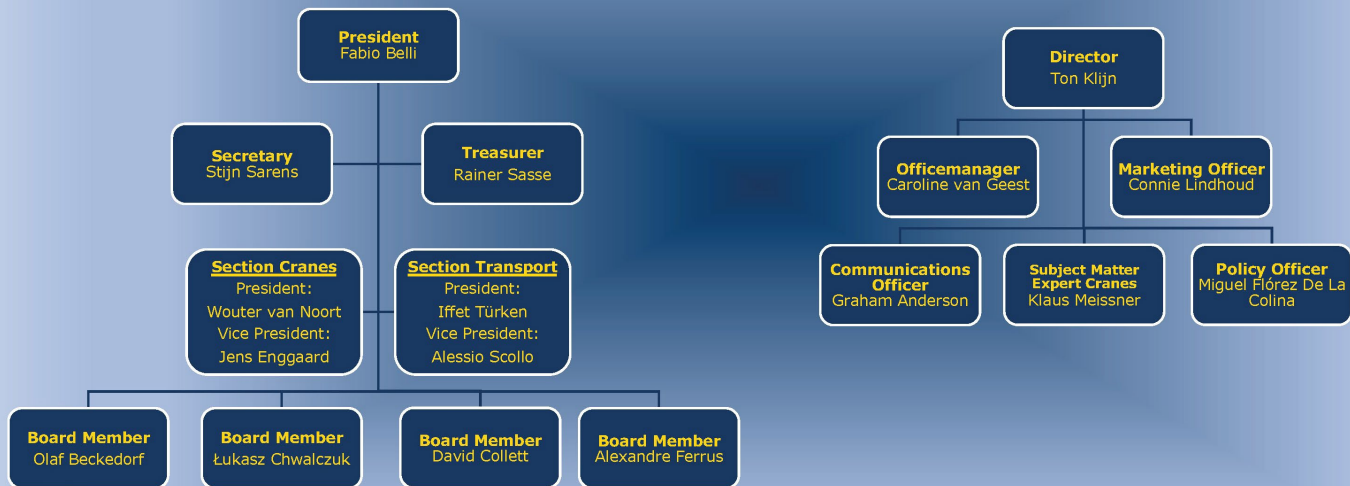 President
Fabio Belli
Secretary
Stijn Sarens
Treasurer
Rainer Sasse
Section Cranes
President:
Wouter van Noort
Vice President:
Jens Enggaard
Section Transport
President:
Iffet Türken
Vice President:
Alessio Scollo
Board Member
Olaf Beckedorf
Board Member
Łukasz Chwalczuk
Board Member
David Collett
Board Member
Alexandre Ferrus
Director
Ton Klijn
Officemanager
Caroline van Geest
Marketing Officer
Connie Lindhoud
Communications
Officer
Graham Anderson
Subject Matter
Expert Cranes
Klaus Meissner
Policy Officer
Miguel Flórez De La
Colina